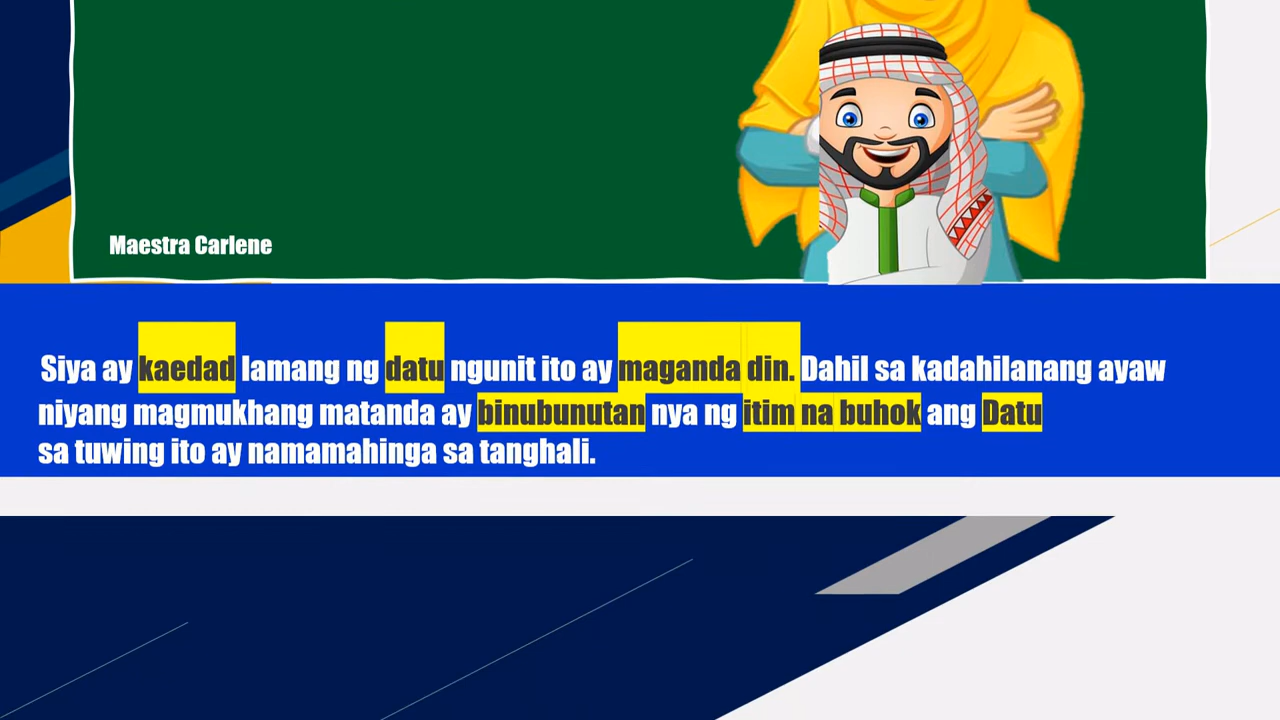 Maestra Carlene
Siya ay kaedad lamang ng datu ngunit ito ay maganda din. Dahil sa kadahilanang ayaw
niyang magmukhang matanda ay binubunutan nya ng itim na buhok ang Datu
sa tuwing ito ay namamahinga sa tanghali.